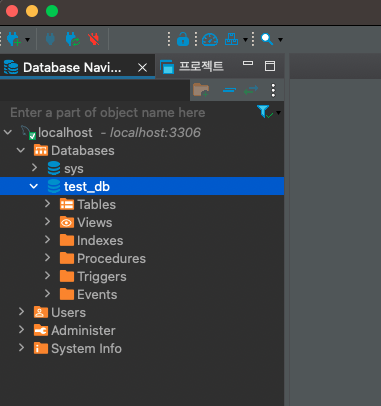 Database Navi...
프로젝트
Enter a part of object name here
localhost - localhost:3306
Databases
sys
test_db
Tables
Views
Indexes
Procedures
Triggers
Events
Users
Administer
System Info